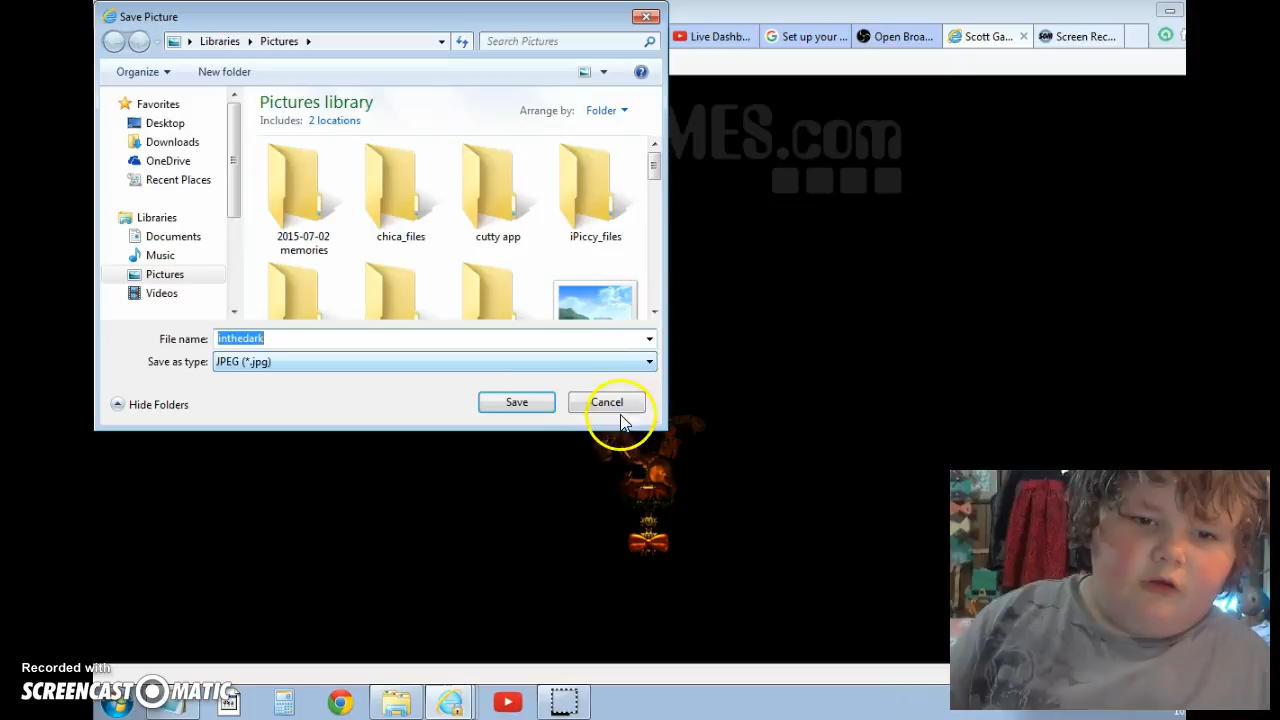 Save Picture
Libraries Pictures
Search Pictures
Live Dashb...
Set up your ...
Open Broa...
Scott Ga...
Screen Rec...
Organize
New folder
Favorites
Desktop
Downloads
OneDrive
Recent Places
Libraries
Documents
Music
Pictures
Videos
Pictures library
Includes: 2 locations
Arrange by: Folder
2015-07-02 memories
chica_files
cutty app
iPiccy_files
MES.com
File name: inthedark
Save as type: JPEG (*.jpg)
Hide Folders
Save
Cancel
Recorded with
SCREENCAST MATIC